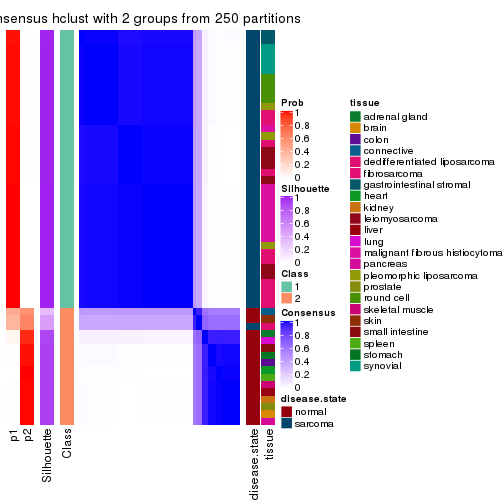 nsensus hclust with 2 groups from 250 partitions
p1
p2
Silhouette
Class
disease.state
tissue
Prob
1
0.8
0.6
0.4
0.2
0
Silhouette
1
0.8
0.6
0.4
0.2
0
Class
1
2
Consensus
1
0.8
0.6
0.4
0.2
0
disease.state
normal
sarcoma
tissue
adrenal gland
brain
colon
connective
dedifferentiated liposarcoma
fibrosarcoma
gastrointestinal stromal
heart
kidney
leiomyosarcoma
liver
lung
malignant fibrous histiocytoma
pancreas
pleomorphic liposarcoma
prostate
round cell
skeletal muscle
skin
small intestine
spleen
stomach
synovial